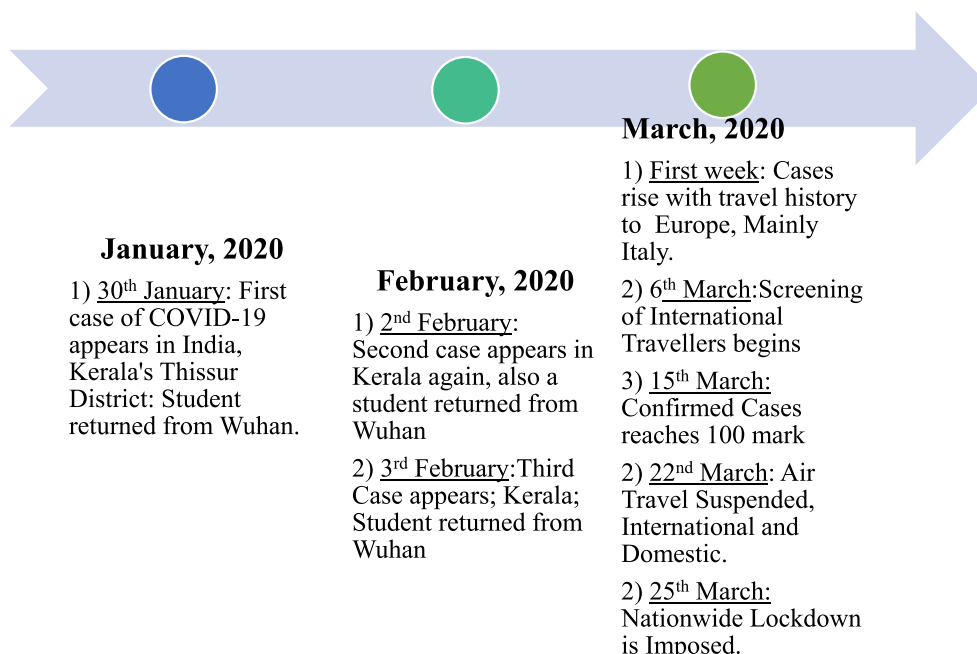 January, 2020
1) 30th January: First
case of COVID-19
appears in India,
Kerala's Thissur
District: Student
returned from Wuhan.
February, 2020
1) 2nd February:
Second case appears in
Kerala again, also a
student returned from
Wuhan
2) 3rd February:Third
Case appears; Kerala;
Student returned from
Wuhan
March, 2020
1) First week: Cases
rise with travel history
to  Europe, Mainly
Italy.
2) 6th March:Screening
of International
Travellers begins
3) 15th March:
Confirmed Cases
reaches 100 mark
2) 22nd March: Air
Travel Suspended,
International and
Domestic.
2) 25th March:
Nationwide Lockdown
is Imposed.